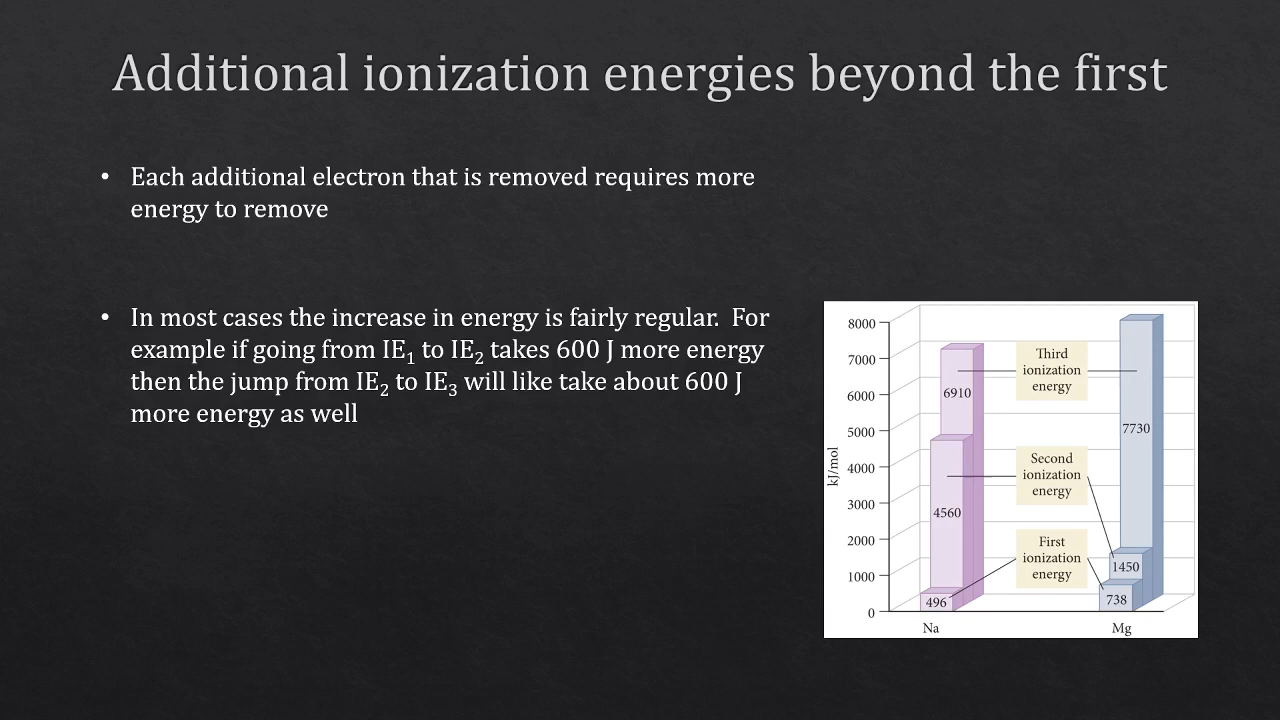 Additional ionization energies beyond the first
• Each additional electron that is removed requires more
energy to remove
• In most cases the increase in energy is fairly regular.  For
example if going from IE₁ to IE₂ takes 600 J more energy
then the jump from IE₂ to IE₃ will like take about 600 J
more energy as well
kJ/mol
8000
7000
6000
5000
4000
3000
2000
1000
0
6910
4560
496
Na
Third
ionization
energy
Second
ionization
energy
First
ionization
energy
7730
1450
738
Mg